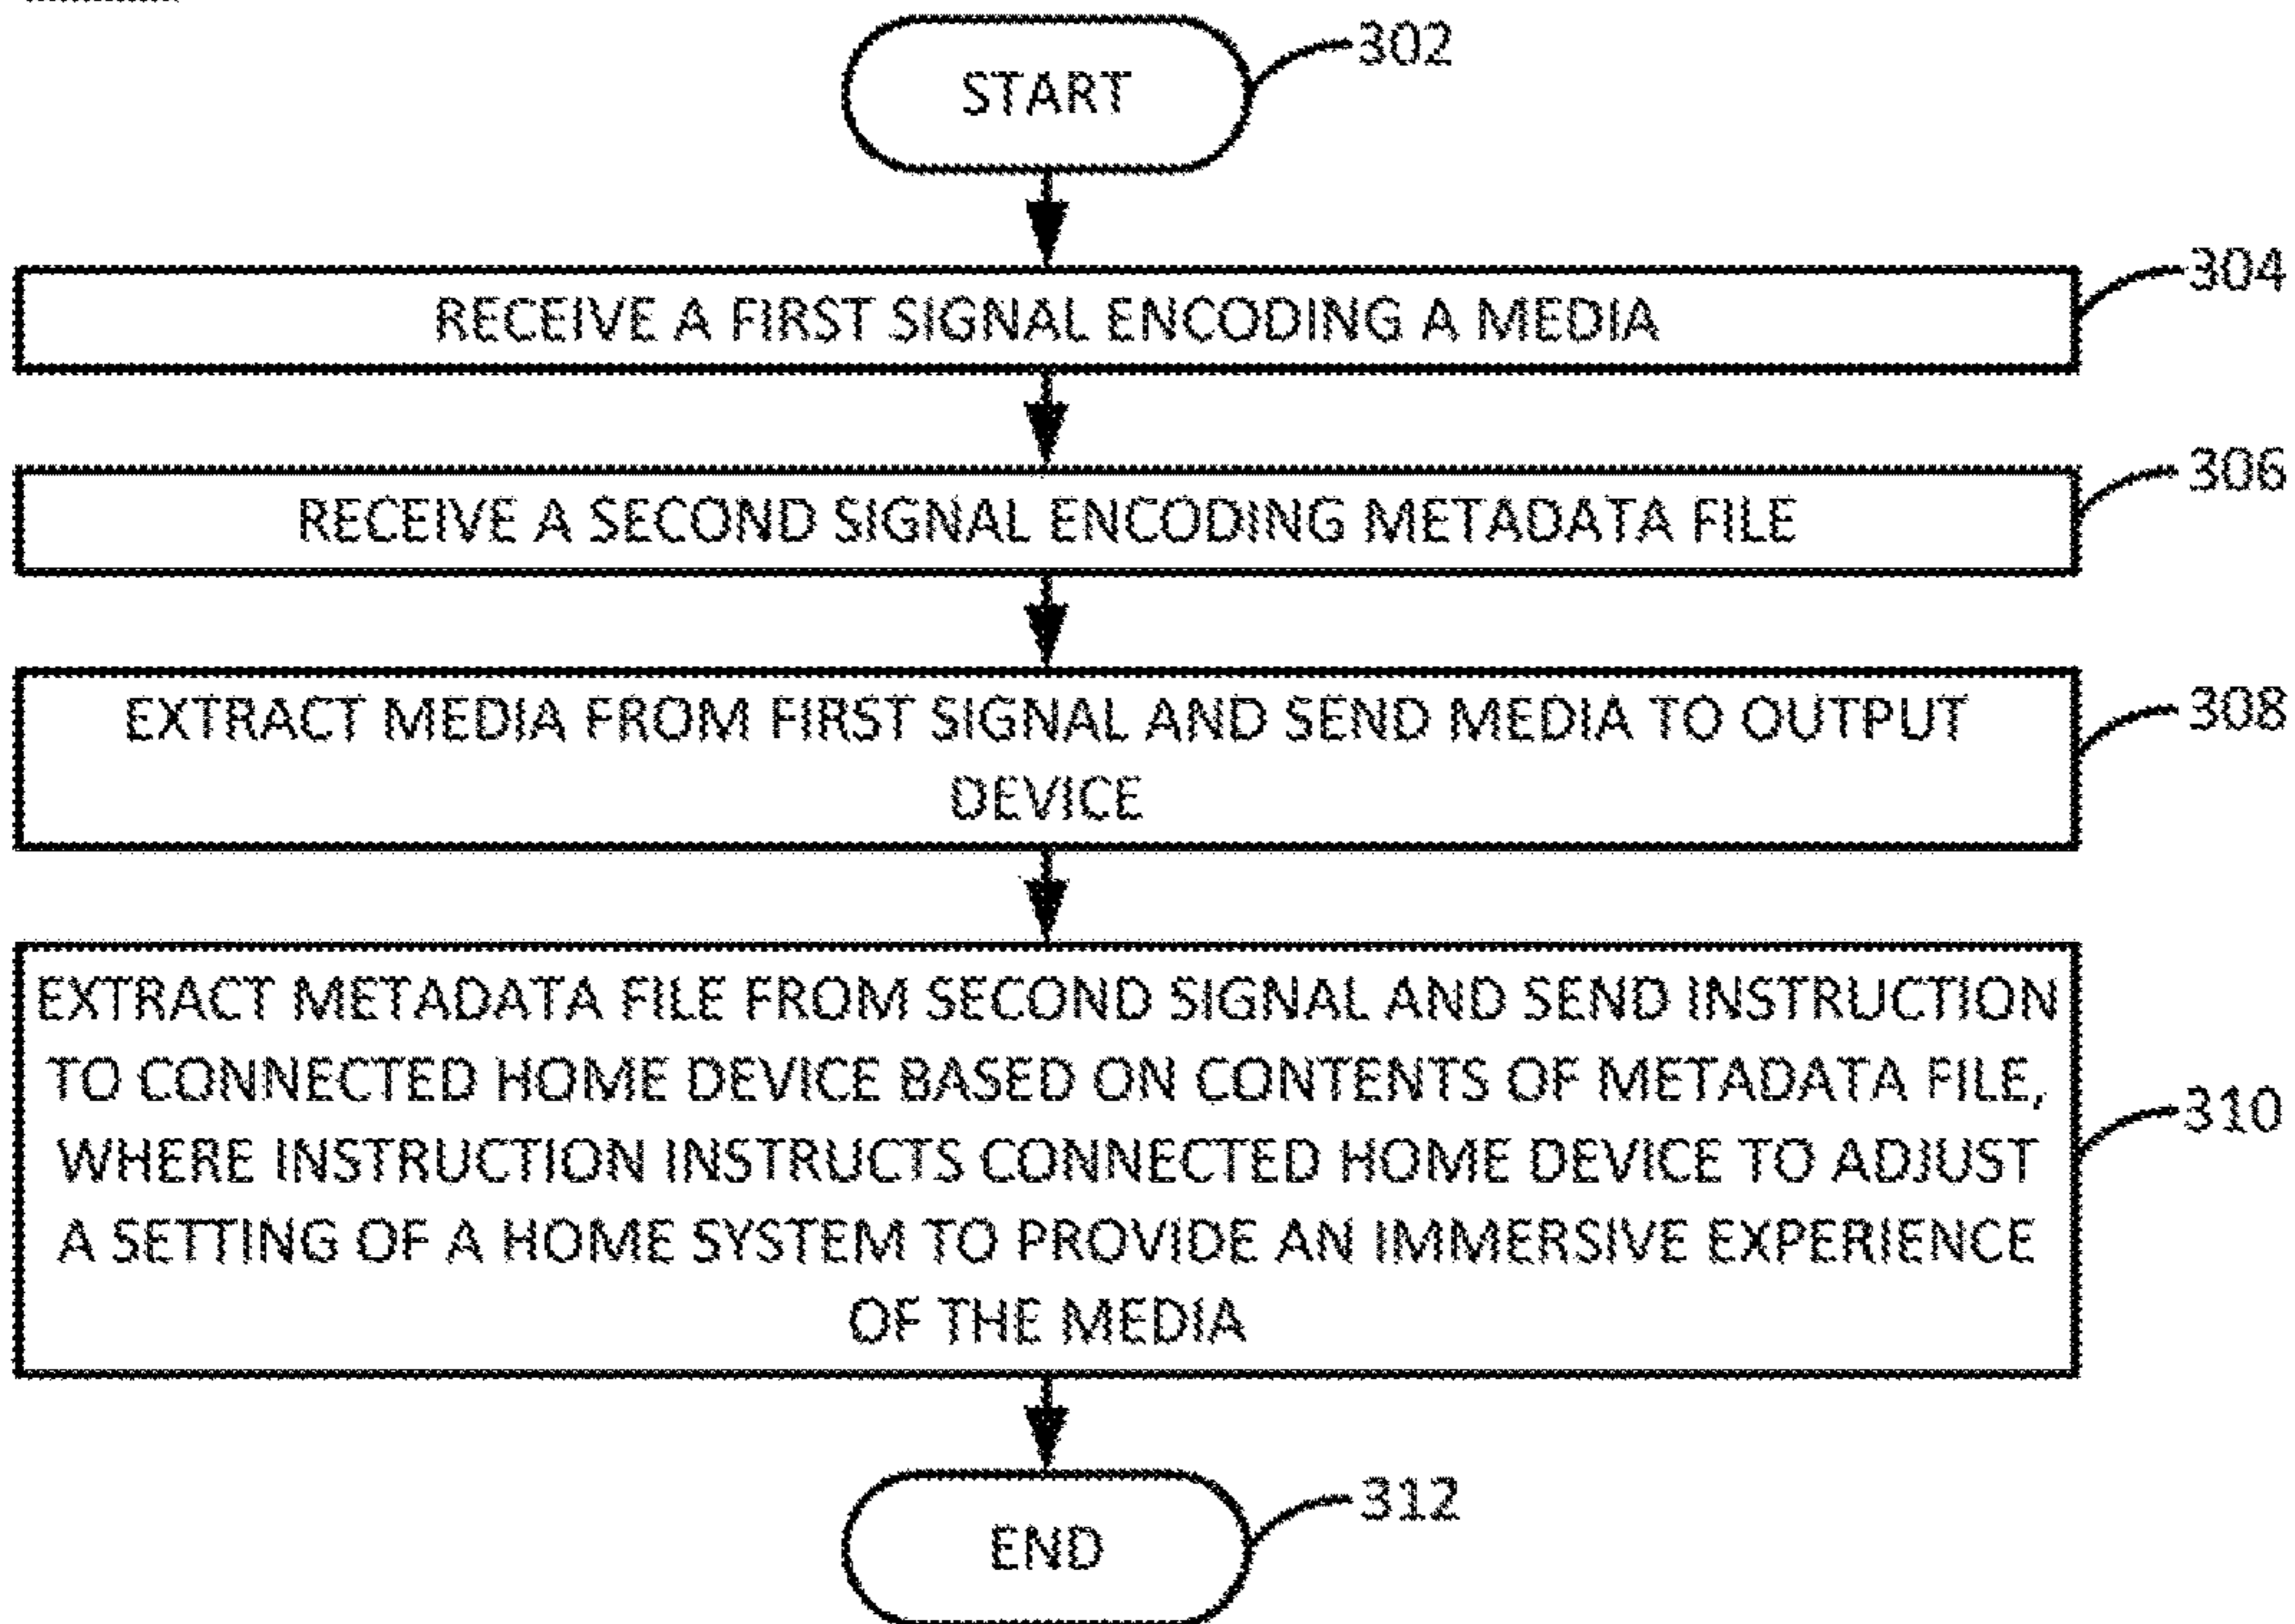 START
302
RECEIVE A FIRST SIGNAL ENCODING A MEDIA
304
RECEIVE A SECOND SIGNAL ENCODING METADATA FILE
306
EXTRACT MEDIA FROM FIRST SIGNAL AND SEND MEDIA TO OUTPUT
DEVICE
308
EXTRACT METADATA FILE FROM SECOND SIGNAL AND SEND INSTRUCTION
TO CONNECTED HOME DEVICE BASED ON CONTENTS OF METADATA FILE,
WHERE INSTRUCTION INSTRUCTS CONNECTED HOME DEVICE TO ADJUST
A SETTING OF A HOME SYSTEM TO PROVIDE AN IMMERSIVE EXPERIENCE
OF THE MEDIA
310
END
312